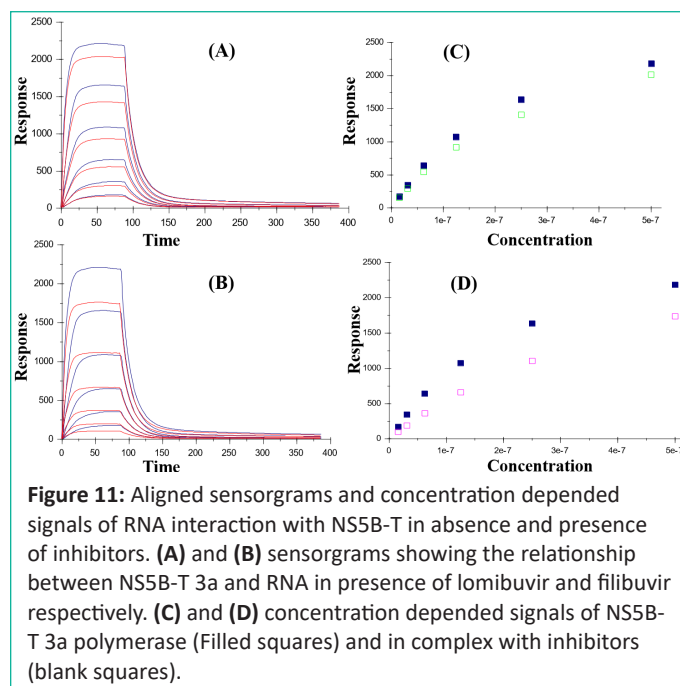 2500
2000
1500
1000
500
0
Response
0 50 100 150 200 250 300 350 400
Time
(A)
2500
2000
1500
1000
500
0
Response
0 1e-7 2e-7 3e-7 4e-7 5e-7
Concentration
(C)
2500
2000
1500
1000
500
0
Response
0 50 100 150 200 250 300 350 400
Time
(B)
2500
2000
1500
1000
500
0
Response
0 1e-7 2e-7 3e-7 4e-7 5e-7
Concentration
(D)
Figure 11: Aligned sensorgrams and concentration depended
signals of RNA interaction with NS5B-T in absence and presence
of inhibitors. (A) and (B) sensorgrams showing the relationship
between NS5B-T 3a and RNA in presence of lomibuvir and filibuvir
respectively. (C) and (D) concentration depended signals of NS5B-
T 3a polymerase (Filled squares) and in complex with inhibitors
(blank squares).